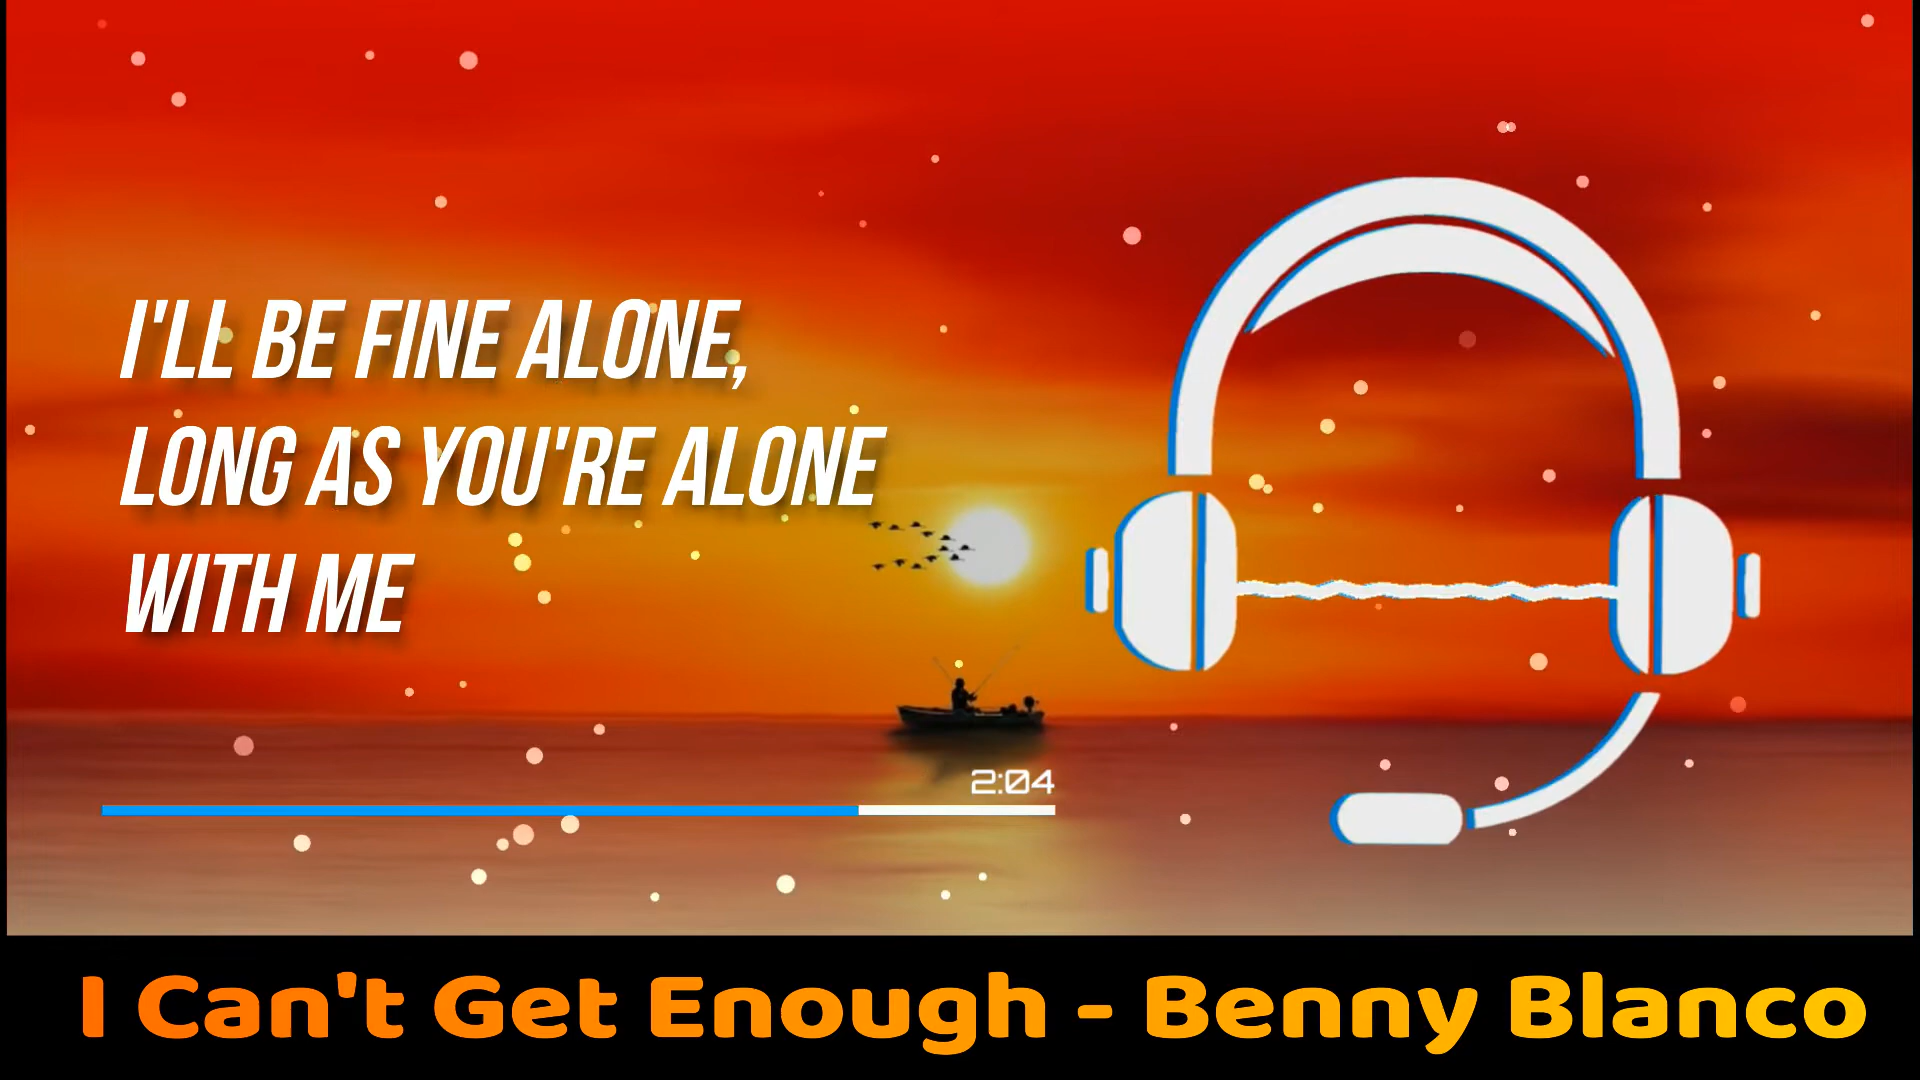 I'LL BE FINE ALONE,
LONG AS YOU'RE ALONE
WITH ME
2:04
I Can't Get Enough - Benny Blanco